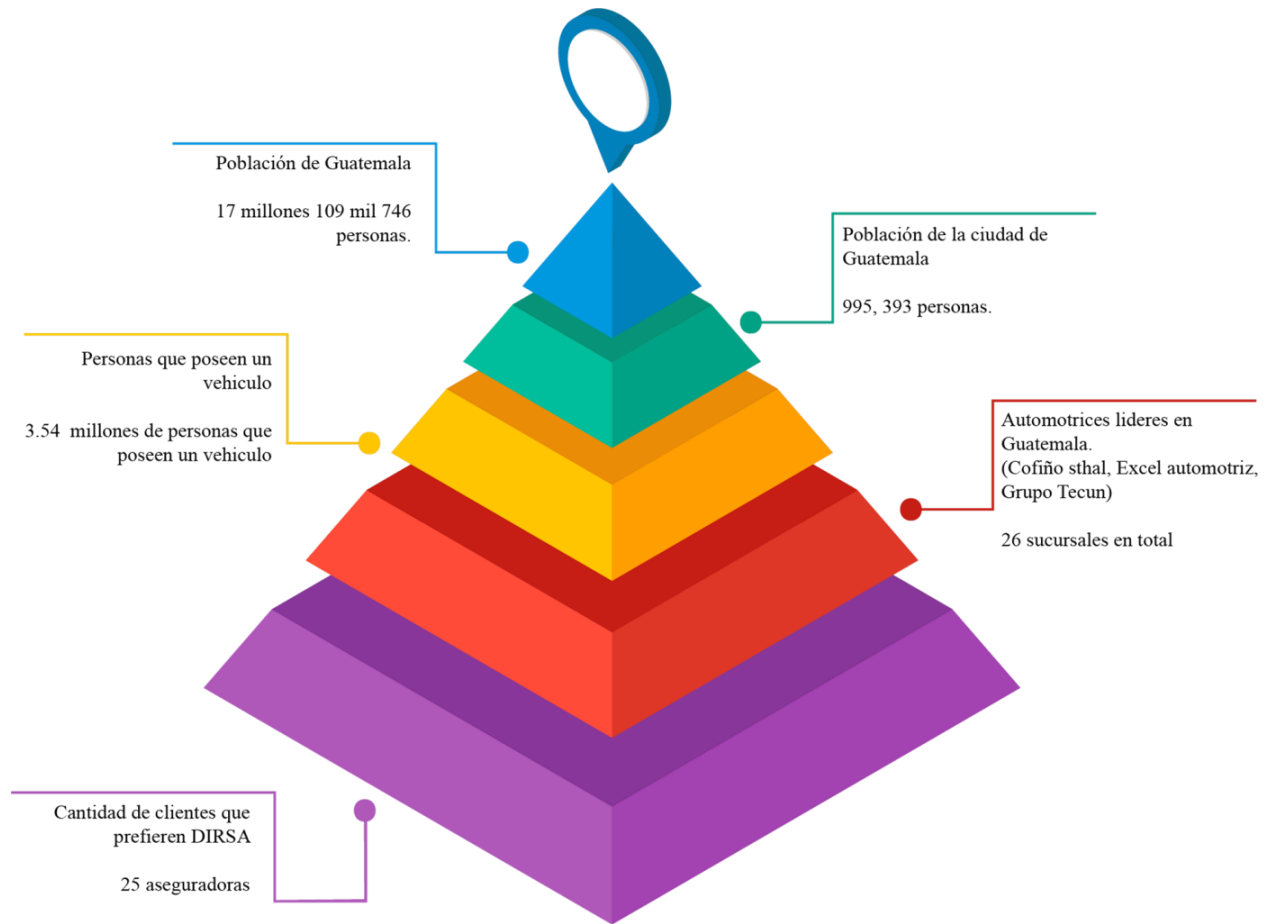 Población de Guatemala
17 millones 109 mil 746
personas.
Población de la ciudad de
Guatemala
995, 393 personas.
Personas que poseen un
vehiculo
3.54 millones de personas que
poseen un vehiculo
Automotrices lideres en
Guatemala.
(Cofiño sthal, Excel automotriz,
Grupo Tecun)
26 sucursales en total
Cantidad de clientes que
prefieren DIRSA
25 aseguradoras